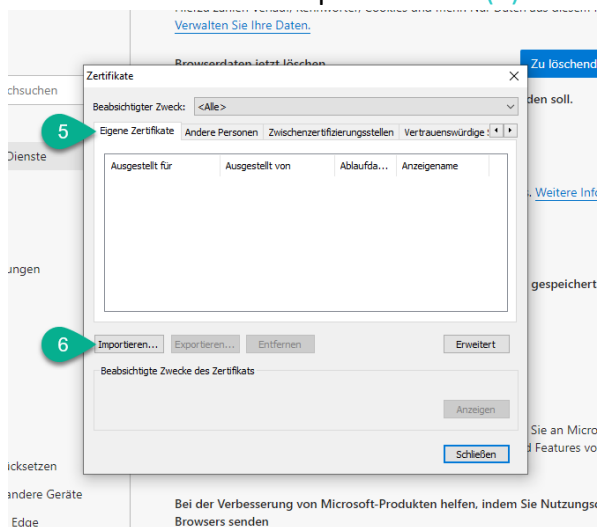 Verwalten Sie Ihre Daten.
Browserdaten jetzt löschen
Zu löschend
Zertifikate
chsuchen
Beabsichtigter Zweck: <Alle>
den soll.
5
Eigene Zertifikate Andere Personen Zwischenzertifizierungsstellen Vertrauenswürdige
Dienste
Ausgestellt für Ausgestellt von Ablaufda... Anzeigename
. Weitere Info
ungen
gespeichert
6
Importieren... Exportieren... Entfernen Erweitert
Beabsichtigte Zwecke des Zertifikats
Anzeigen
Sie an Micro
d Features vo
Schließen
icksetzen
andere Geräte
Bei der Verbesserung von Microsoft-Produkten helfen, indem Sie Nutzungsd
Edge
Browsers senden